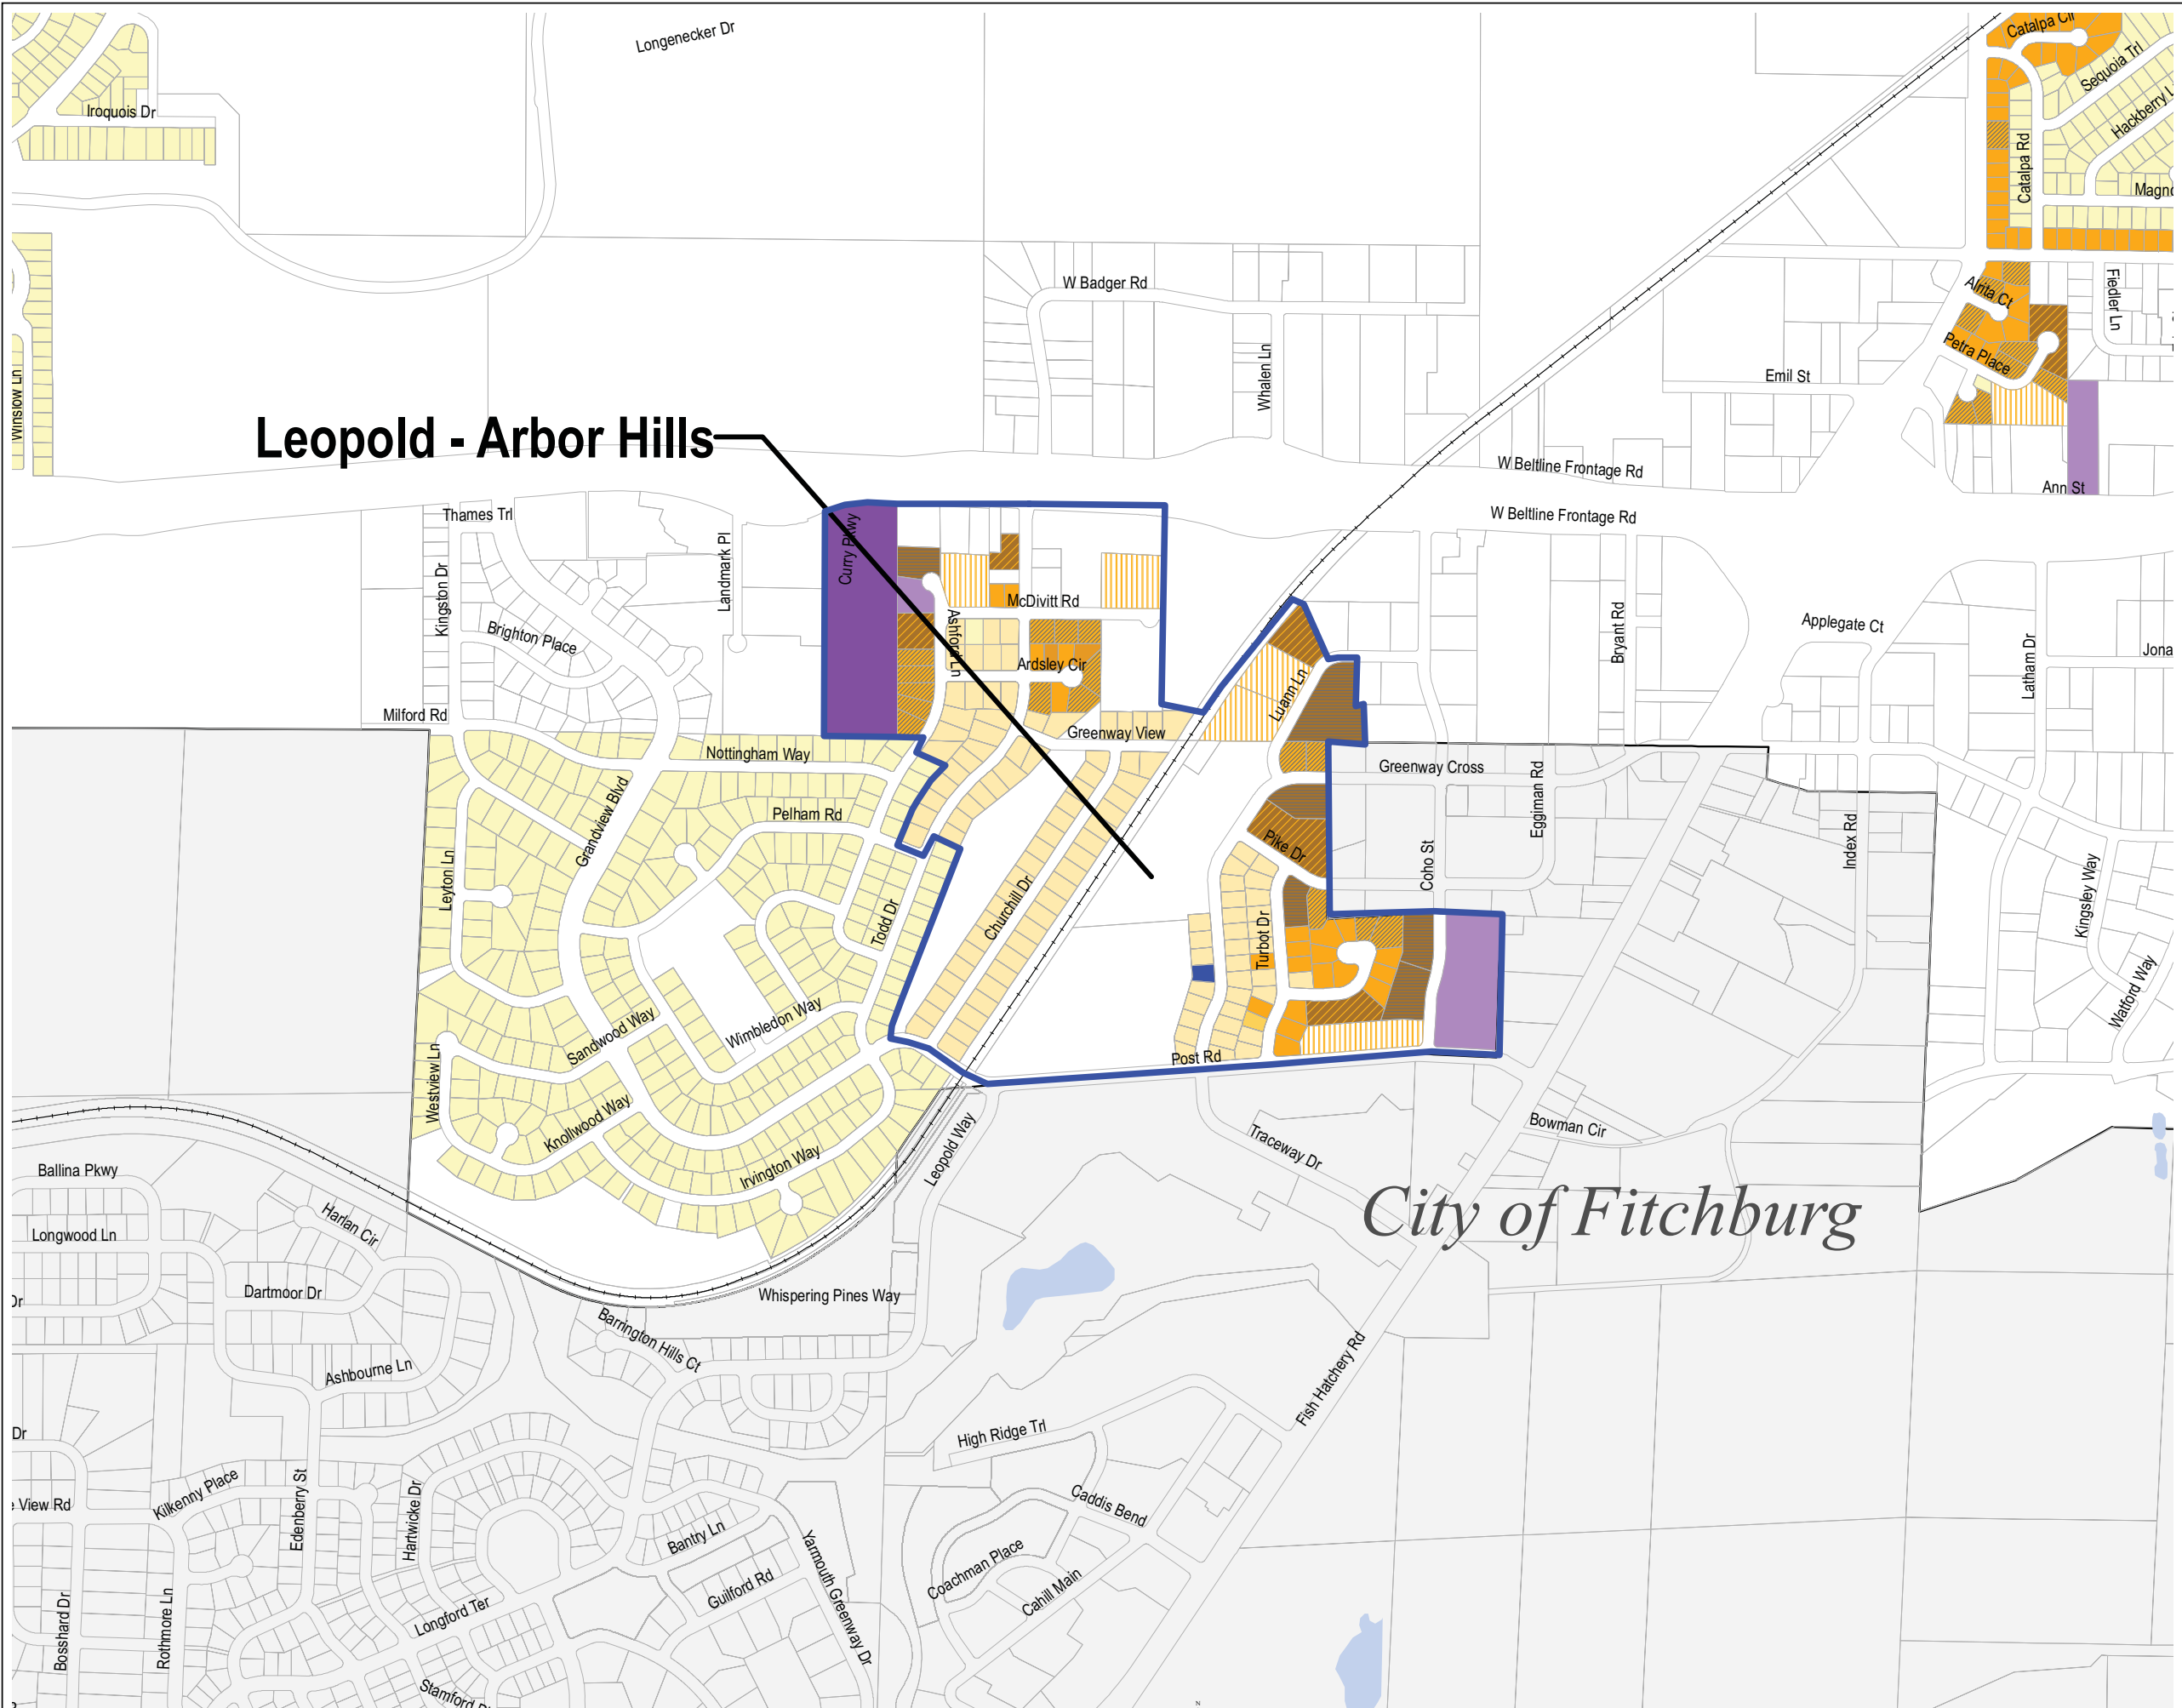 Longenecker Dr
Catalpa Cir
Sequoia Trl
Iroquois Dr
Hackberry L
Catalpa Rd
Magno
W Badger Rd
Anita Ct
Fiedler Ln
Petra Place
Whalen Ln
Emil St
Winslow Ln
Leopold - Arbor Hills
W Beltline Frontage Rd
Ann St
Thames Trl
W Beltline Frontage Rd
Curry Pkwy
Landmark Pl
Kingston Dr
McDivitt Rd
Bryant Rd
Applegate Ct
Brighton Place
Ashford Ln
Ardsley Cir
Latham Dr
Jona
Luann Ln
Milford Rd
Greenway View
Nottingham Way
Greenway Cross
Eggiman Rd
Pelham Rd
Grandview Blvd
Index Rd
Pike Dr
Coho St
Leyton Ln
Kingsley Way
Churchill Dr
Todd Dr
Turbot Dr
Watford Way
Wimbledon Way
Sandwood Way
Post Rd
Westview Ln
Knollwood Way
Leopold Way
Bowman Cir
Traceway Dr
Ballina Pkwy
Irvington Way
City of Fitchburg
Harlan Cir
Longwood Ln
Dartmoor Dr
Dr
Whispering Pines Way
Barrington Hills Ct
Ashbourne Ln
Fish Hatchery Rd
High Ridge Trl
Dr
Kilkenny Place
View Rd
Edenberry St
Hartwicke Dr
Caddis Bend
Bantry Ln
Yarmouth Greenway Dr
Coachman Place
Guilford Rd
Cahill Main
Bosshard Dr
Rothmore Ln
Longford Ter
Stamford
N